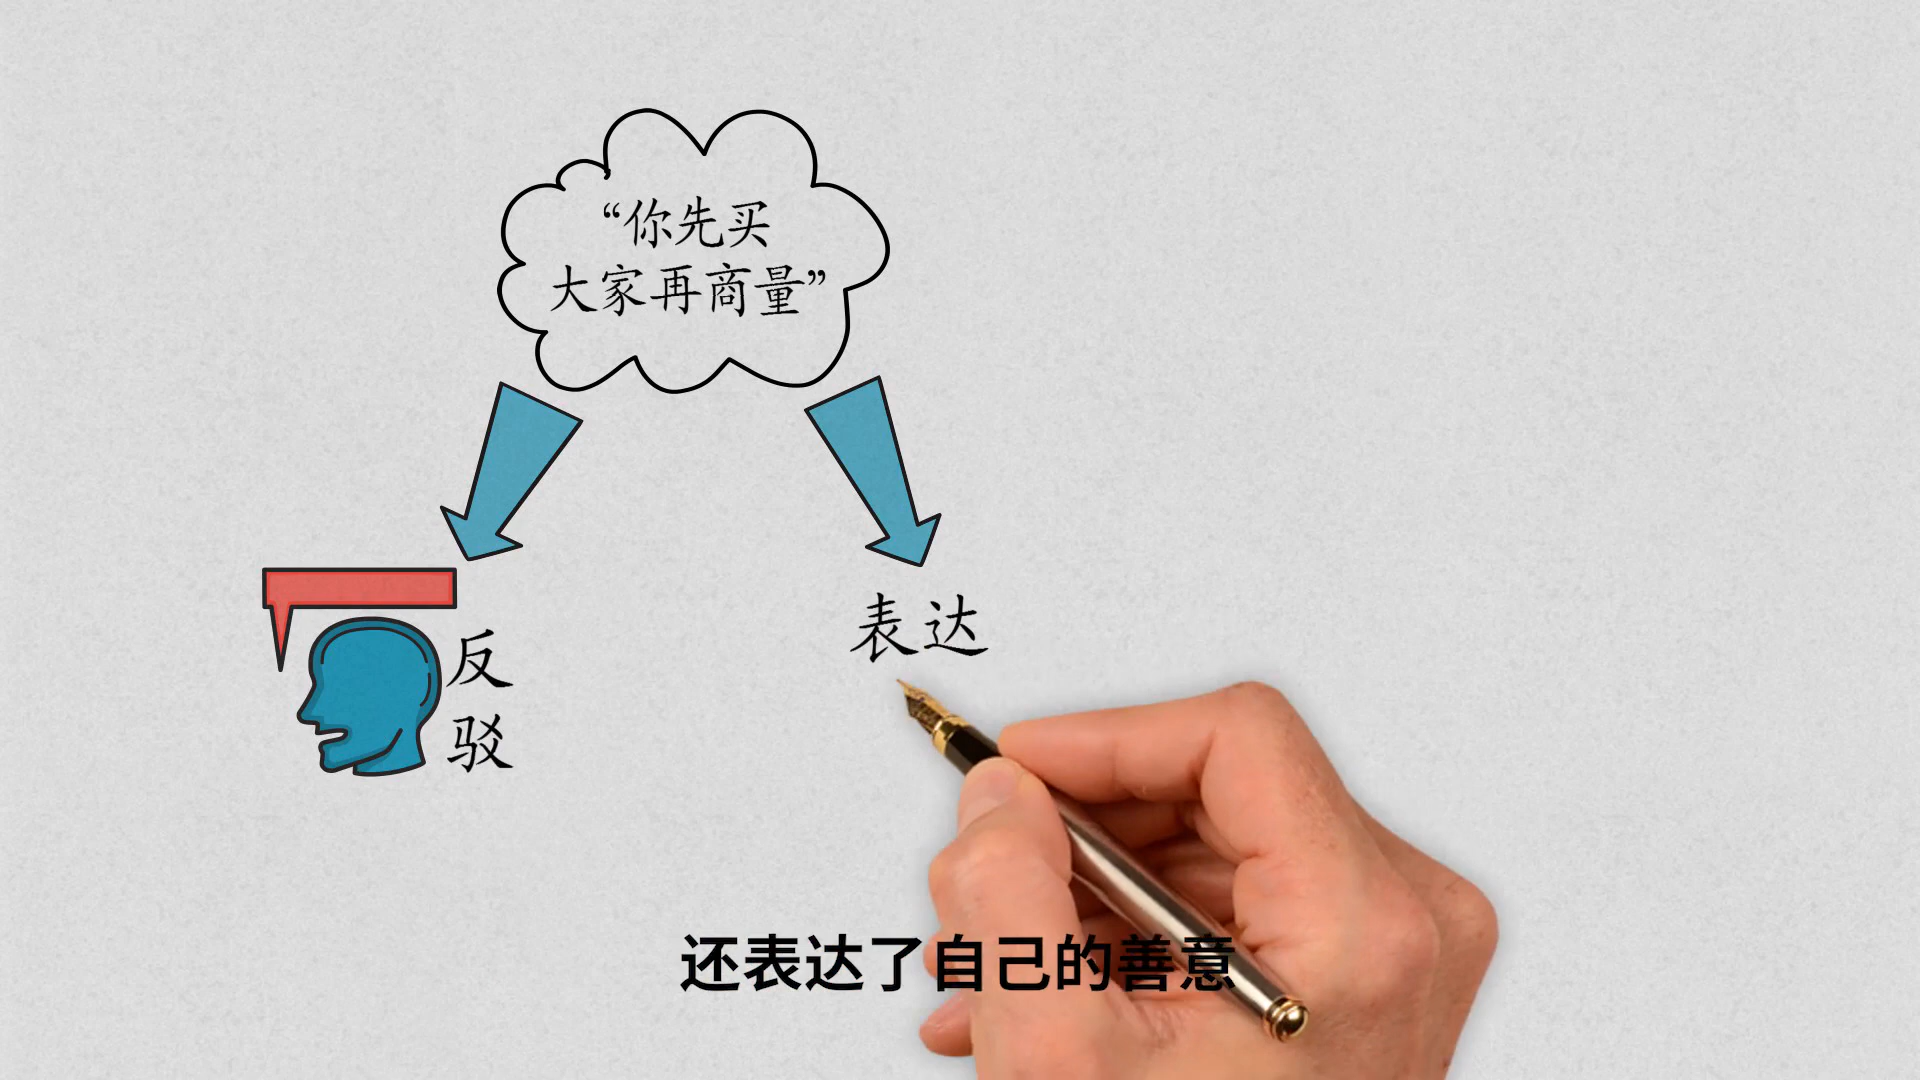 “你先买
大家再商量”
反
驳
表达
还表达了自己的善意